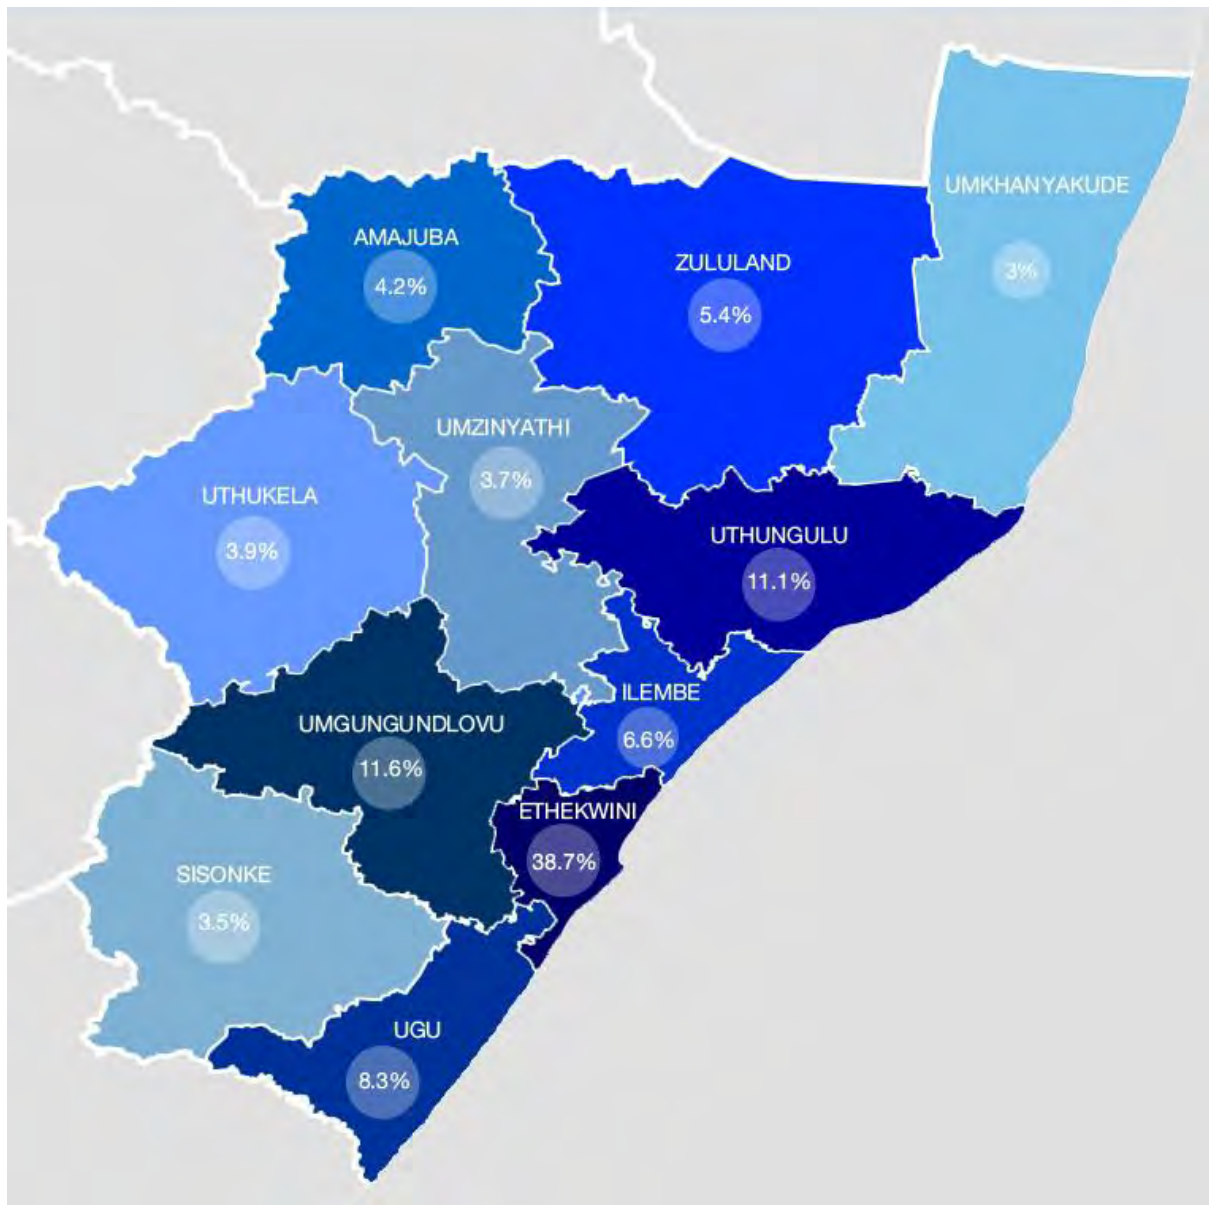 UMKHANYAKUDE
3%
AMAJUBA
4.2%
ZULULAND
5.4%
UMZINYATHI
3.7%
UTHUKELA
3.9%
UTHUNGULU
11.1%
ILEMBE
6.6%
UMGUNGUNDLOVU
11.6%
ETHEKWINI
38.7%
SISONKE
3.5%
UGU
8.3%